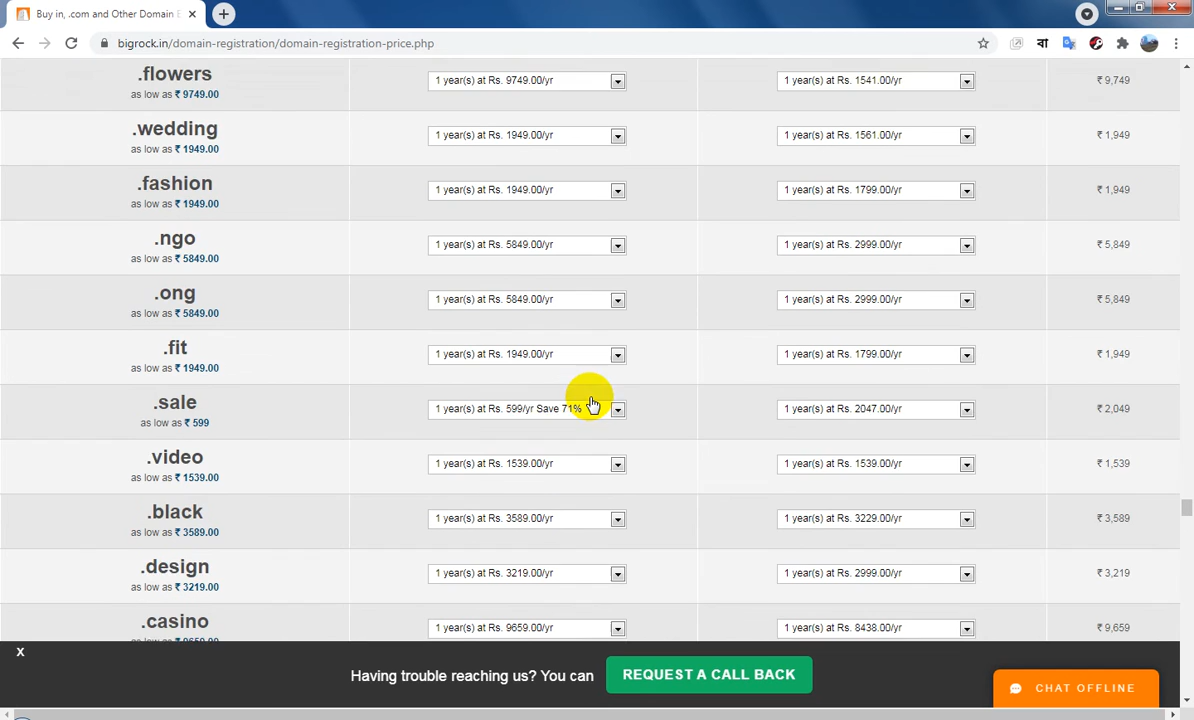 Buy in, .com and Other Domain E
bigrock.in/domain-registration/domain-registration-price.php
বা
.flowers
as low as ₹ 9749.00
1 year(s) at Rs. 9749.00/yr
1 year(s) at Rs. 1541.00/yr
₹ 9,749
.wedding
as low as ₹ 1949.00
1 year(s) at Rs. 1949.00/yr
1 year(s) at Rs. 1561.00/yr
₹ 1,949
.fashion
as low as ₹ 1949.00
1 year(s) at Rs. 1949.00/yr
1 year(s) at Rs. 1799.00/yr
₹ 1,949
.ngo
as low as ₹ 5849.00
1 year(s) at Rs. 5849.00/yr
1 year(s) at Rs. 2999.00/yr
₹ 5,849
.ong
as low as ₹ 5849.00
1 year(s) at Rs. 5849.00/yr
1 year(s) at Rs. 2999.00/yr
₹ 5,849
.fit
as low as ₹ 1949.00
1 year(s) at Rs. 1949.00/yr
1 year(s) at Rs. 1799.00/yr
₹ 1,949
.sale
as low as ₹ 599
1 year(s) at Rs. 599/yr Save 71%
1 year(s) at Rs. 2047.00/yr
₹ 2,049
.video
as low as ₹ 1539.00
1 year(s) at Rs. 1539.00/yr
1 year(s) at Rs. 1539.00/yr
₹ 1,539
.black
as low as ₹ 3589.00
1 year(s) at Rs. 3589.00/yr
1 year(s) at Rs. 3229.00/yr
₹ 3,589
.design
as low as ₹ 3219.00
1 year(s) at Rs. 3219.00/yr
1 year(s) at Rs. 2999.00/yr
₹ 3,219
.casino
as low as ₹ 9659.00
1 year(s) at Rs. 9659.00/yr
1 year(s) at Rs. 8438.00/yr
₹ 9,659
X
Having trouble reaching us? You can
REQUEST A CALL BACK
CHAT OFFLINE